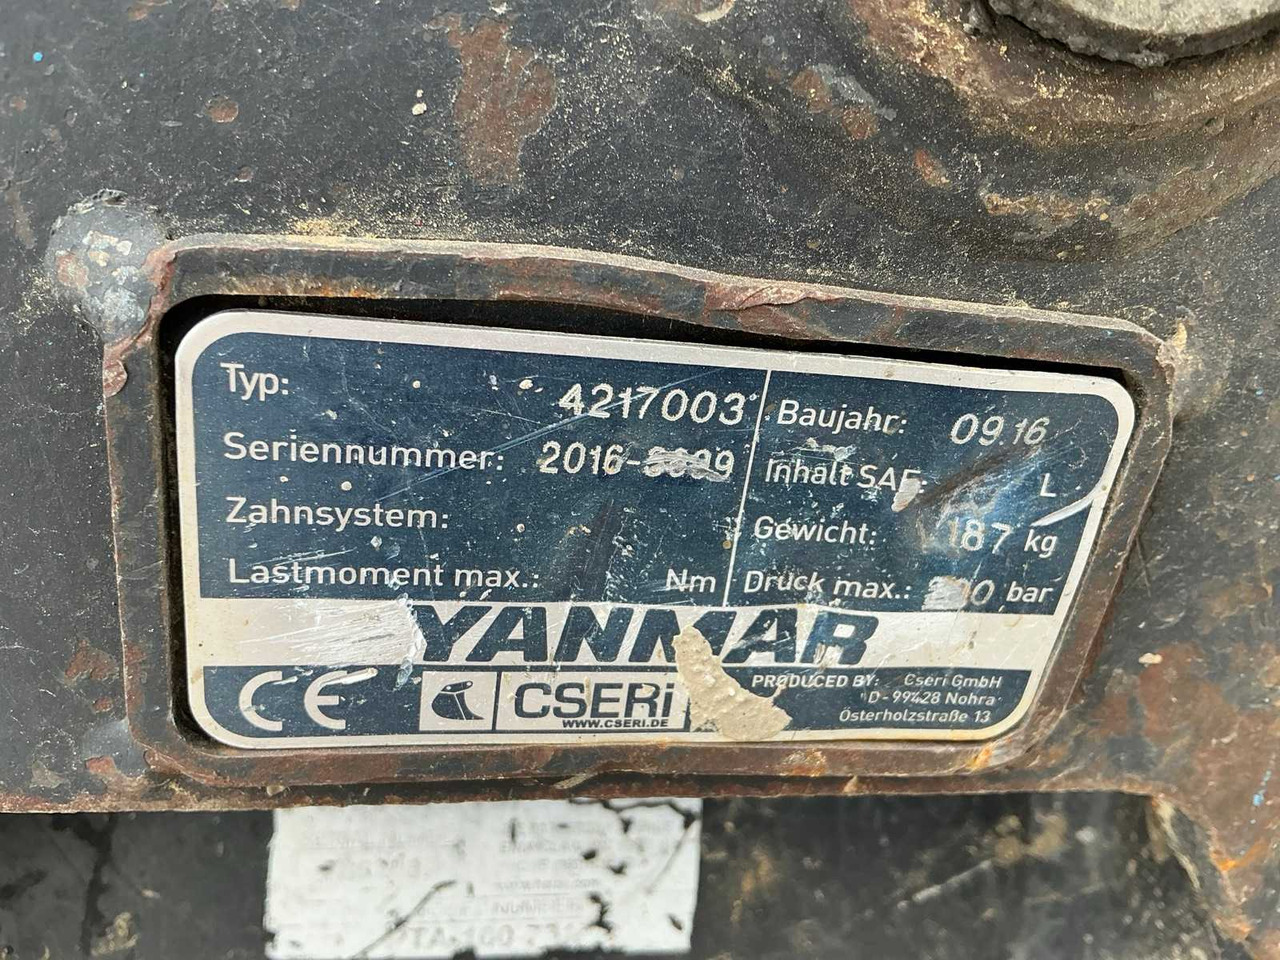 Typ: 4217003
Seriennummer:
Zahnsystem:
Lastmoment max.: Nm
Baujahr: 09.16
Inhalt SAE: L
Gewicht: 187 kg
Druck max.: bar
YANMAR
CE
CSERi
WWW.CSERI.DE
PRODUCED BY: Cseri GmbH
D-99428 Nohra
Österholzstraße 13